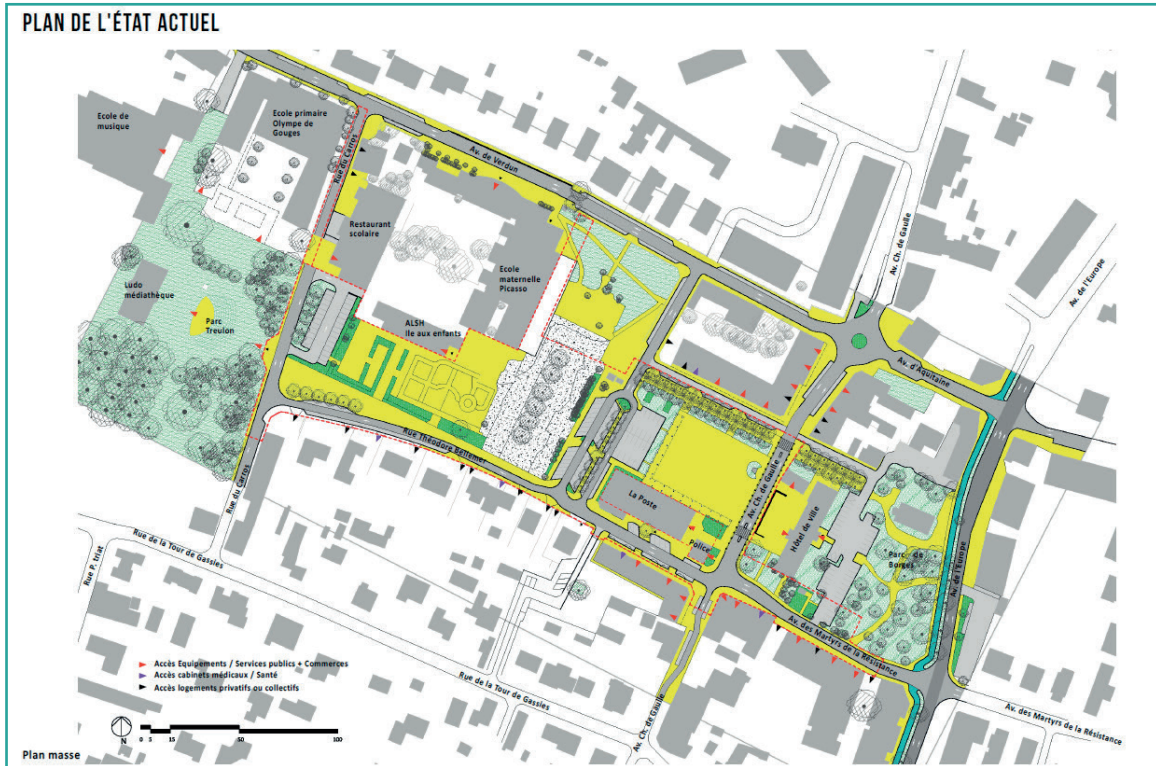 PLAN DE L'ÉTAT ACTUEL
Ecole de
musique
Ecole primaire
Olympe de
Gouges
Rue du Carros
Av. de Verdun
Restaurant
scolaire
Ecole
maternelle
Picasso
Ludo
médiathèque
Parc
Treulon
ALSH
Ile aux enfants
Av. Ch. de Gaulle
Av. de l'Europe
Av. d'Aquitaine
Rue Théodore Bellemer
Rue du Carros
La Poste
Police
Av. Ch. de Gaulle
Hôtel de ville
Parc de
Borges
Av. de l'Europe
Rue P. triat
Rue de la Tour de Gassies
Av. des Martyrs de la Résistance
Rue de la Tour de Gassies
Av. Ch. de Gaulle
Av. des Martyrs de la Résistance
Accès Equipements / Services publics + Commerces
Accès cabinets médicaux / Santé
Accès logements privatifs ou collectifs
N
0 5 15 50 100
Plan masse